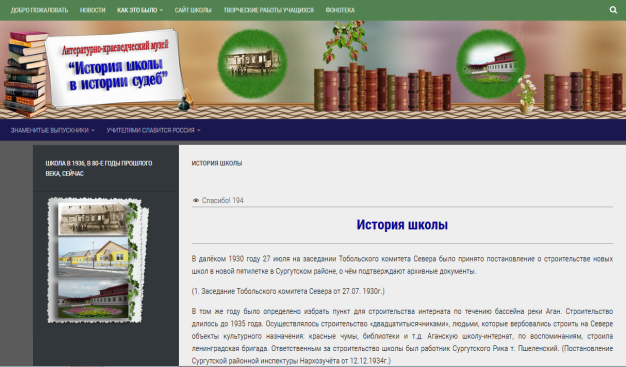 ДОБРО ПОЖАЛОВАТЬ НОВОСТИ КАК ЭТО БЫЛО САЙТ ШКОЛЫ ТВОРЧЕСКИЕ РАБОТЫ УЧАЩИХСЯ ФОНОТЕКА
Литературно-краеведческий музей
"История школы
в истории судеб"
ЗНАМЕНИТЫЕ ВЫПУСКНИКИ УЧИТЕЛЯМИ СЛАВИТСЯ РОССИЯ
ШКОЛА В 1936, В 80-Е ГОДЫ ПРОШЛОГО
ВЕКА, СЕЙЧАС
ИСТОРИЯ ШКОЛЫ
Спасибо! 194
История школы
В далёком 1930 году 27 июля на заседании Тобольского комитета Севера было принято постановление о строительстве новых
школ в новой пятилетке в Сургутском районе, о чём подтверждают архивные документы.
(1. Заседание Тобольского комитета Севера от 27.07. 1930г.)
В том же году было определено избрать пункт для строительства интерната по течению бассейна реки Аган. Строительство
длилось до 1935 года. Осуществлялось строительство «двадцатитысячниками», людьми, которые вербовались строить на Севере
объекты культурного назначения: красные чумы, библиотеки и т.д. Аганскую школу-интернат, по воспоминаниям, строила
ленинградская бригада. Ответственным за строительство школы был работник Сургутского Рика т. Пшеленский. (Постановление
Сургутской районной инспектуры Нархозучёта от 12.12.1934г.)